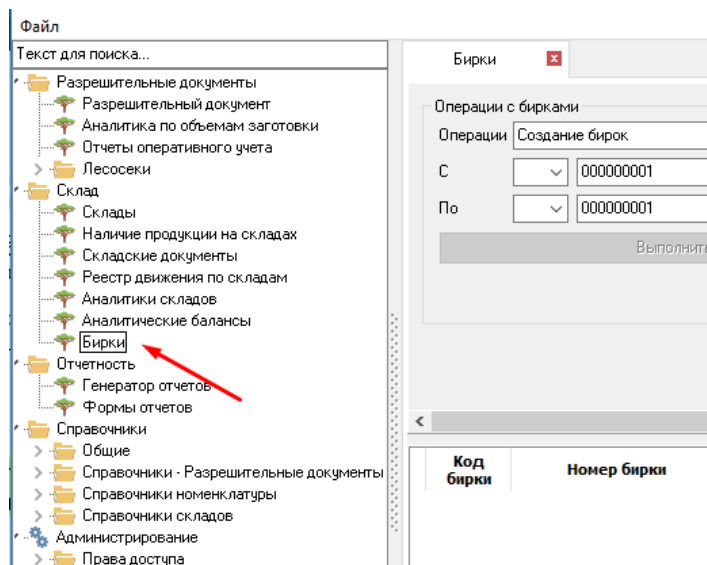 Файл
Текст для поиска...
Разрешительные документы
Разрешительный документ
Аналитика по объемам заготовки
Отчеты оперативного учета
Лесосеки
Склад
Склады
Наличие продукции на складах
Складские документы
Реестр движения по складам
Аналитики складов
Аналитические балансы
Бирки
Отчетность
Генератор отчетов
Формы отчетов
Справочники
Общие
Справочники - Разрешительные документы
Справочники номенклатуры
Справочники складов
Администрирование
Права доступа
Бирки
Операции с бирками
Операции Создание бирок
С 000000001
По 000000001
Выполнить
Код бирки
Номер бирки